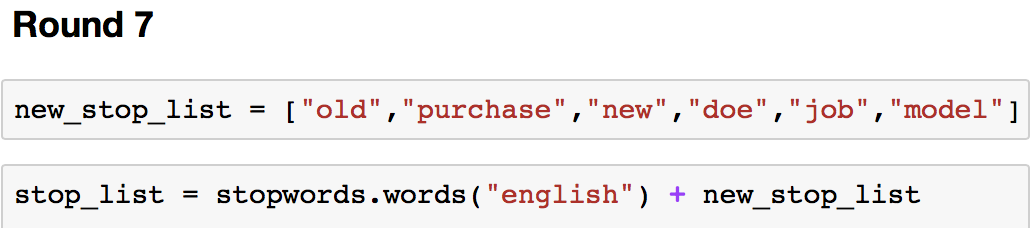 Round 7
new_stop_list = ["old","purchase","new","doe","job","model"]
stop_list = stopwords.words("english") + new_stop_list